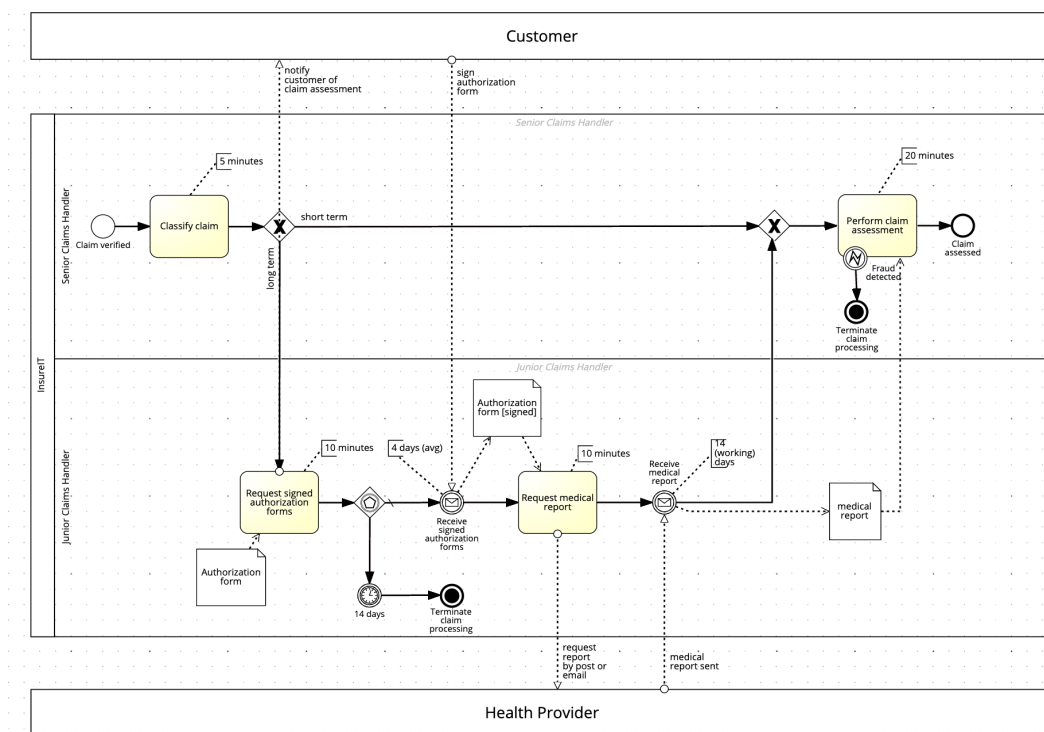 Customer
notify
customer of
claim assessment
sign
authorization
form
Senior Claims Handler
Senior Claims Handler
InsureIT
5 minutes
20 minutes
Claim verified
Classify claim
short term
long term
Perform claim
assessment
Claim
assessed
Fraud
detected
Terminate
claim
processing
Junior Claims Handler
Junior Claims Handler
Authorization
form [signed]
10 minutes
4 days (avg)
10 minutes
14
(working)
days
Receive
medical
report
Request signed
authorization
forms
Receive
signed
authorization
forms
Request medical
report
medical
report
Authorization
form
14 days
Terminate
claim
processing
request
report
by post or
email
medical
report sent
Health Provider